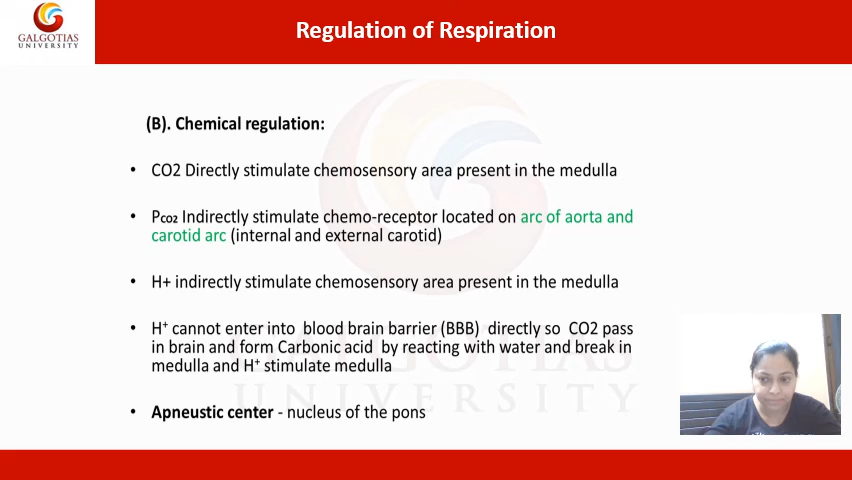 Regulation of Respiration
GALGOTIAS
UNIVERSITY
(B). Chemical regulation:
• CO2 Directly stimulate chemosensory area present in the medulla
• Pco2 Indirectly stimulate chemo-receptor located on arc of aorta and
carotid arc (internal and external carotid)
• H+ indirectly stimulate chemosensory area present in the medulla
• H⁺ cannot enter into blood brain barrier (BBB) directly so CO2 pass
in brain and form Carbonic acid by reacting with water and break in
medulla and H⁺ stimulate medulla
• Apneustic center - nucleus of the pons
GALGOTIAS
UNIVERSITY